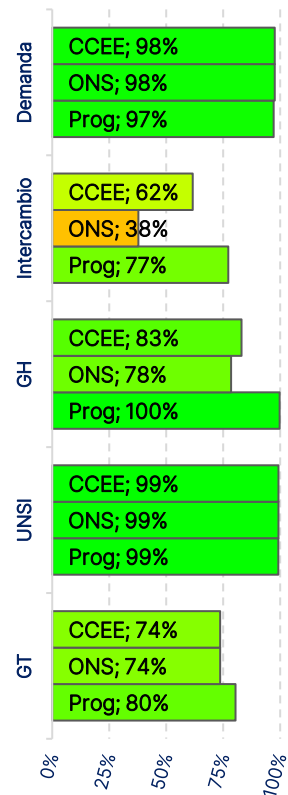 Demanda
CCEE; 98%
ONS; 98%
Prog; 97%
Intercambio
CCEE; 62%
ONS; 38%
Prog; 77%
GH
CCEE; 83%
ONS; 78%
Prog; 100%
UNSI
CCEE; 99%
ONS; 99%
Prog; 99%
GT
CCEE; 74%
ONS; 74%
Prog; 80%
0% 25% 50% 75% 100%